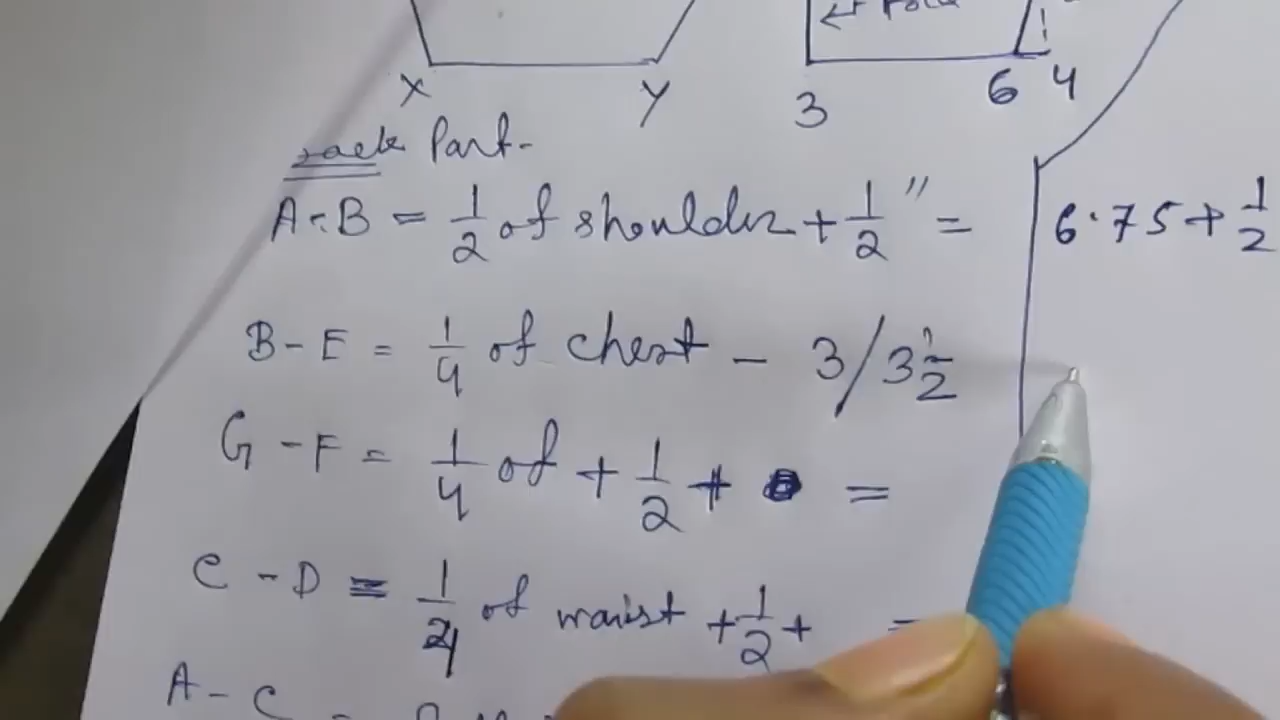 X Y 3 6 4
Part-
A-B = 1/2 of shoulder + 1/2" = 6.75 + 1/2
B-E = 1/4 of chest - 3/3 1/2
G-F = 1/4 of + 1/2 + =
C-D = 1/4 of waist + 1/2 + =
A-C =